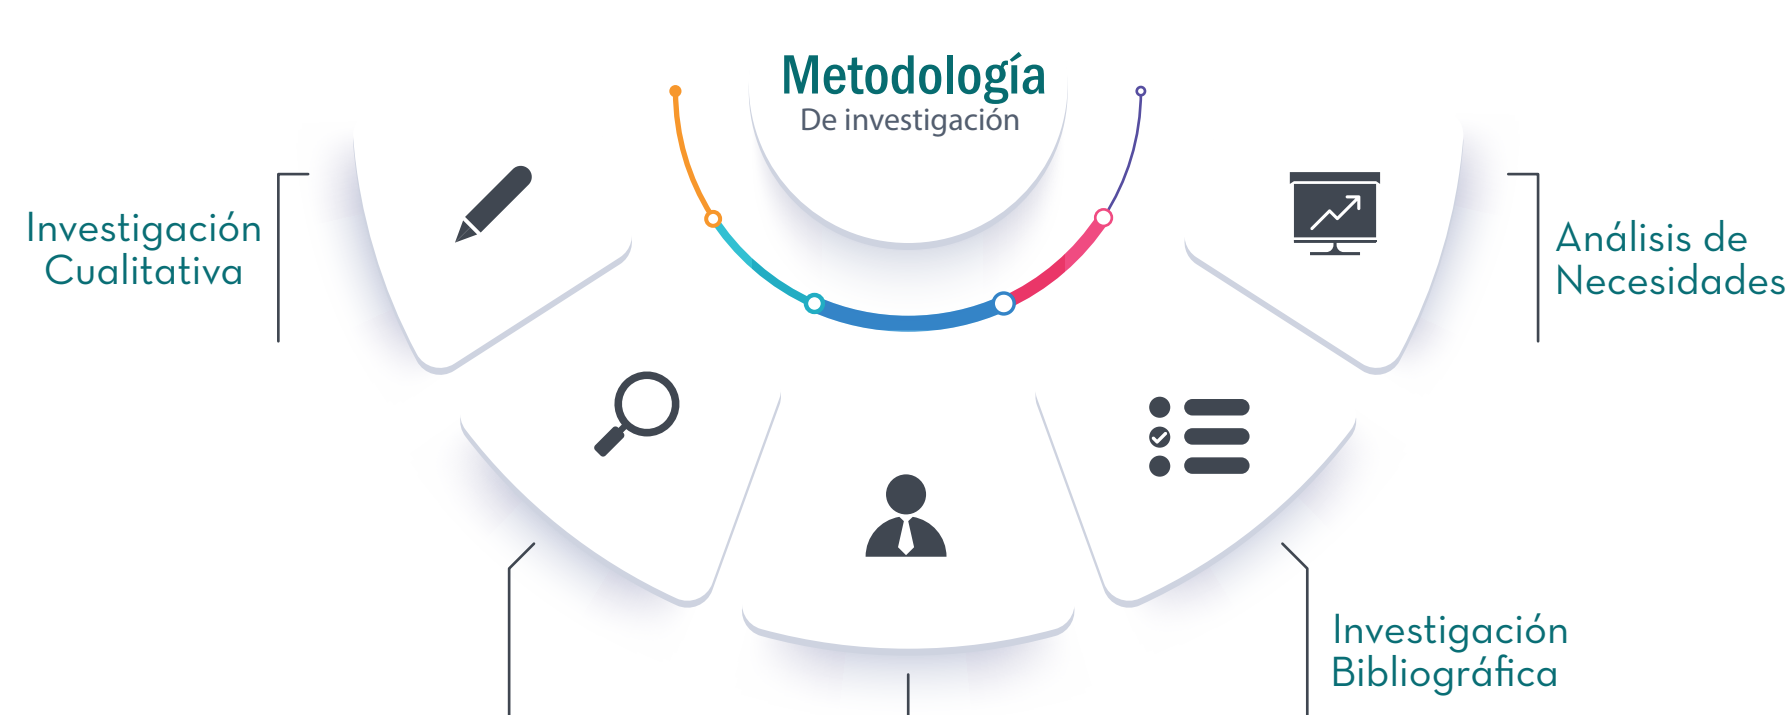 Metodología
De investigación
Investigación
Cualitativa
Análisis de
Necesidades
Investigación
Bibliográfica